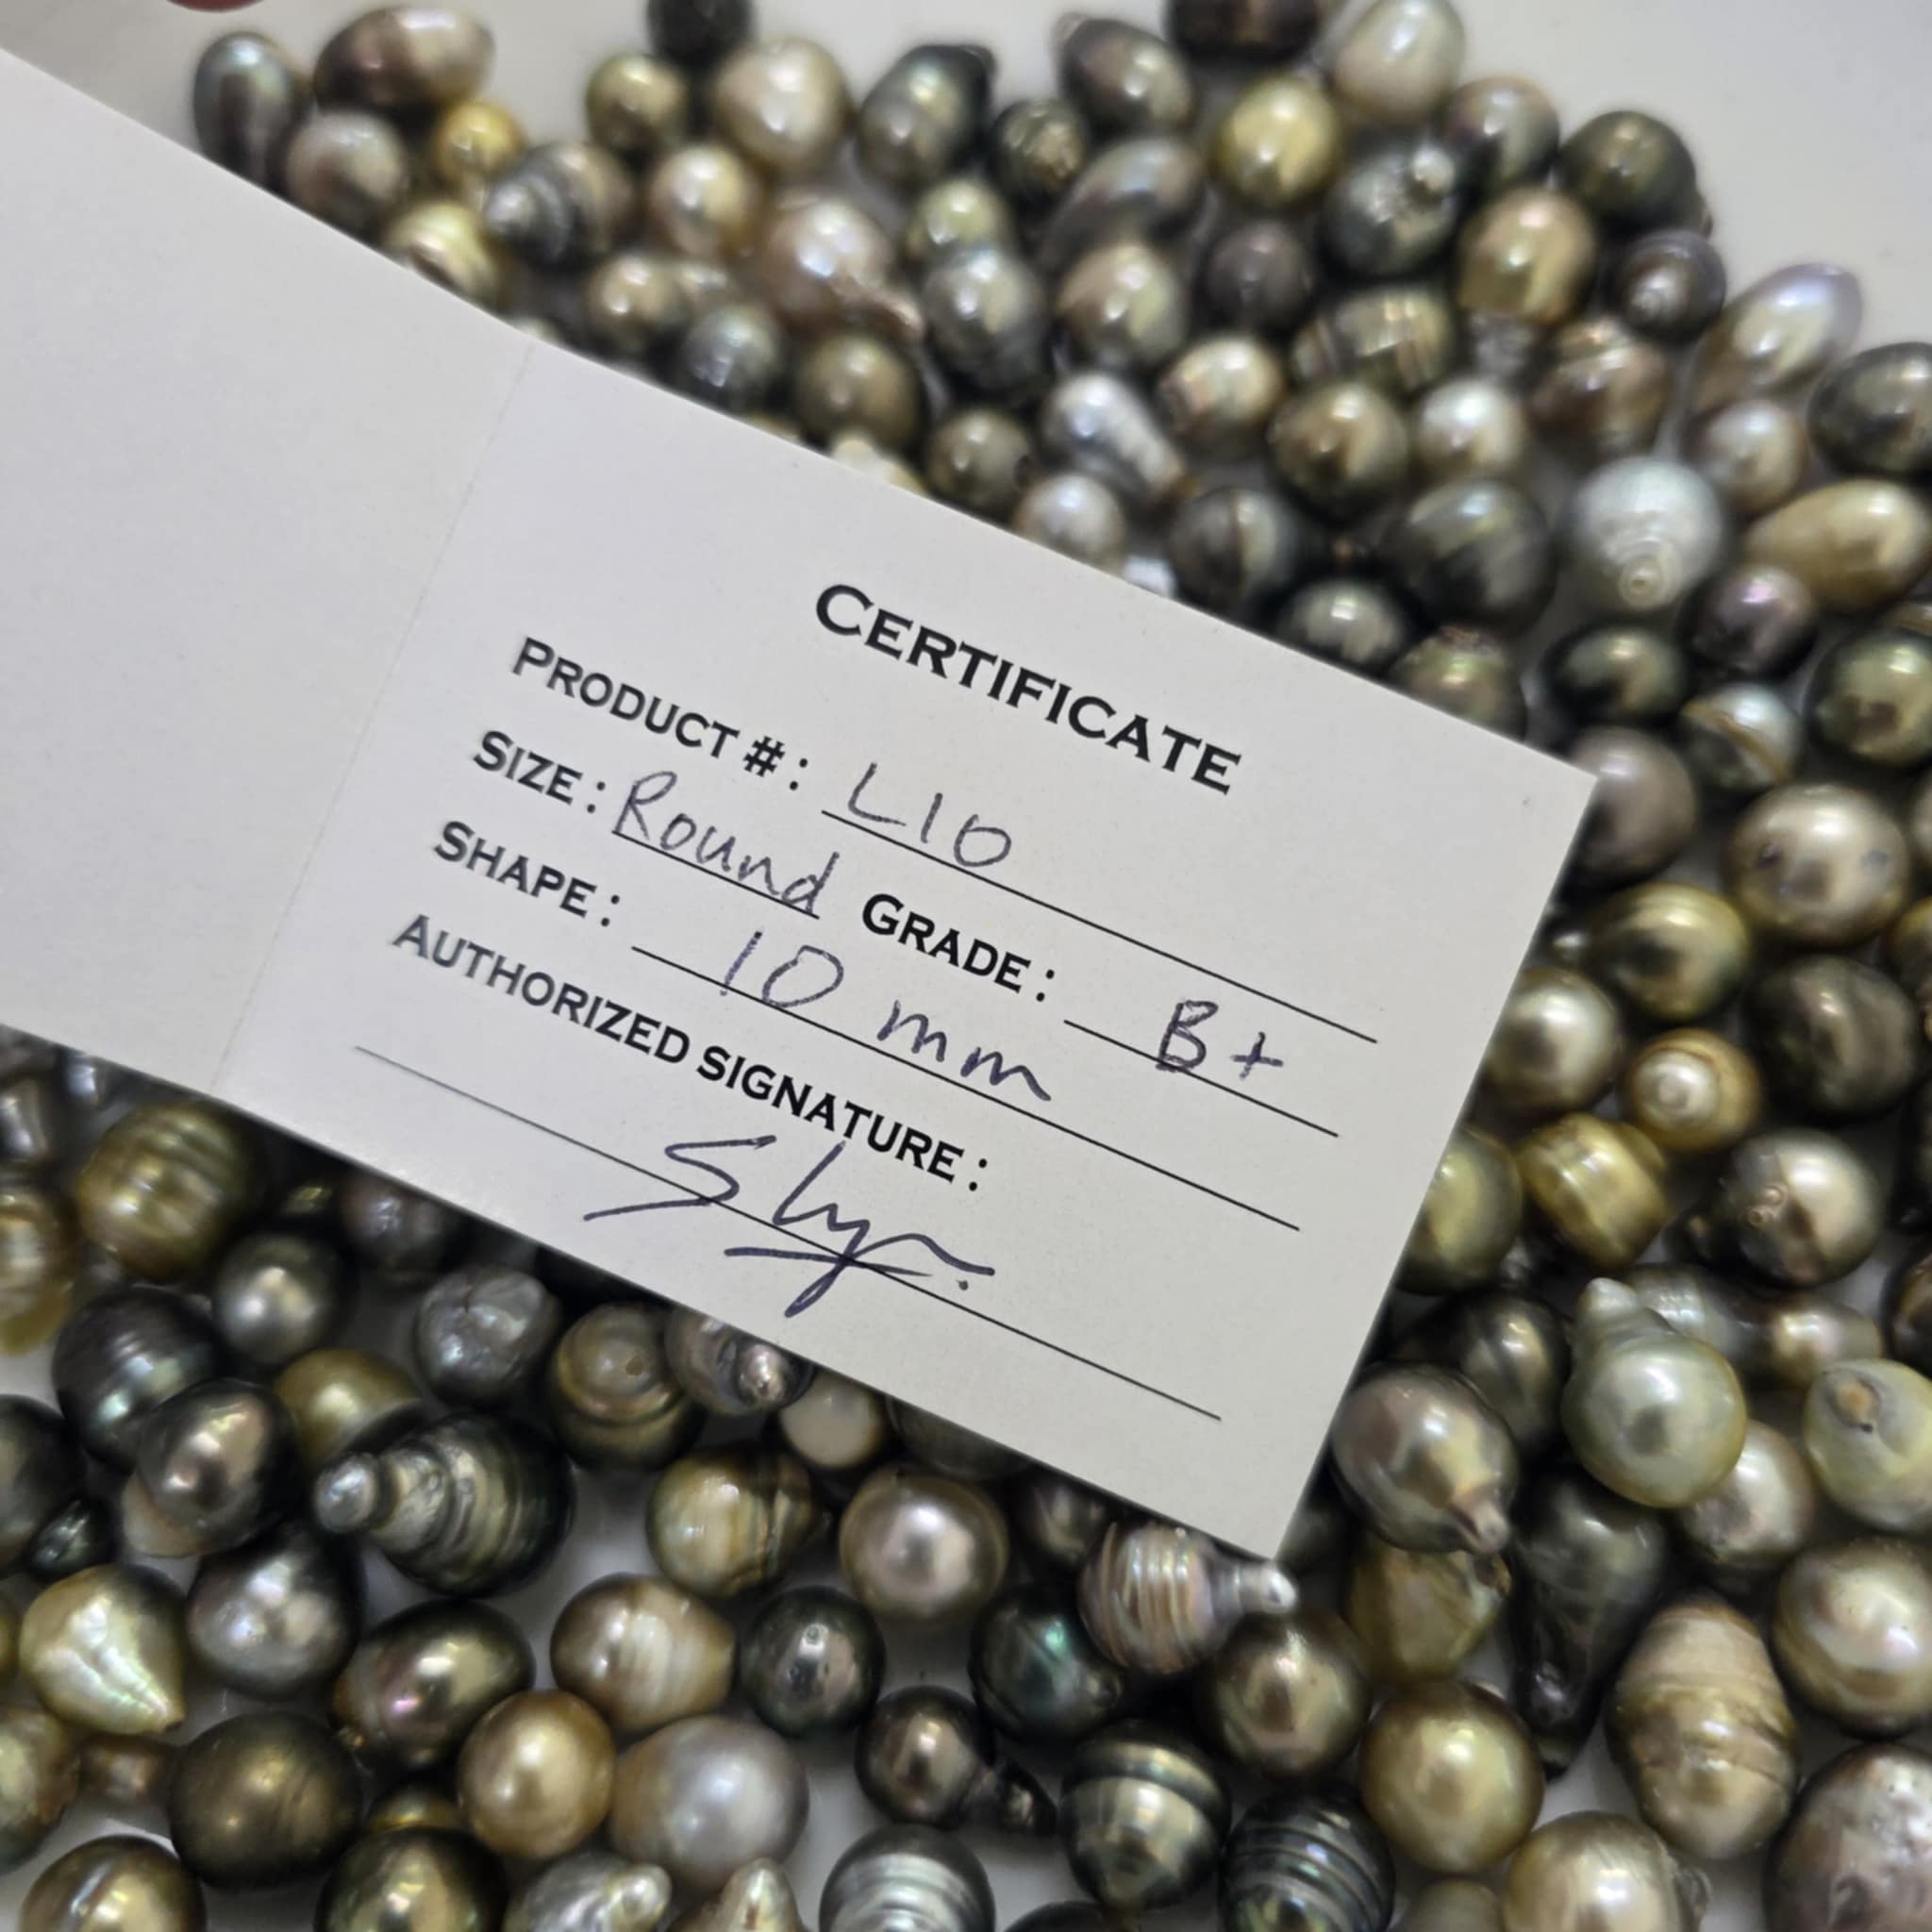 CERTIFICATE
PRODUCT #: L10
SIZE: Round GRADE: B+
SHAPE: 10 mm
AUTHORIZED SIGNATURE: